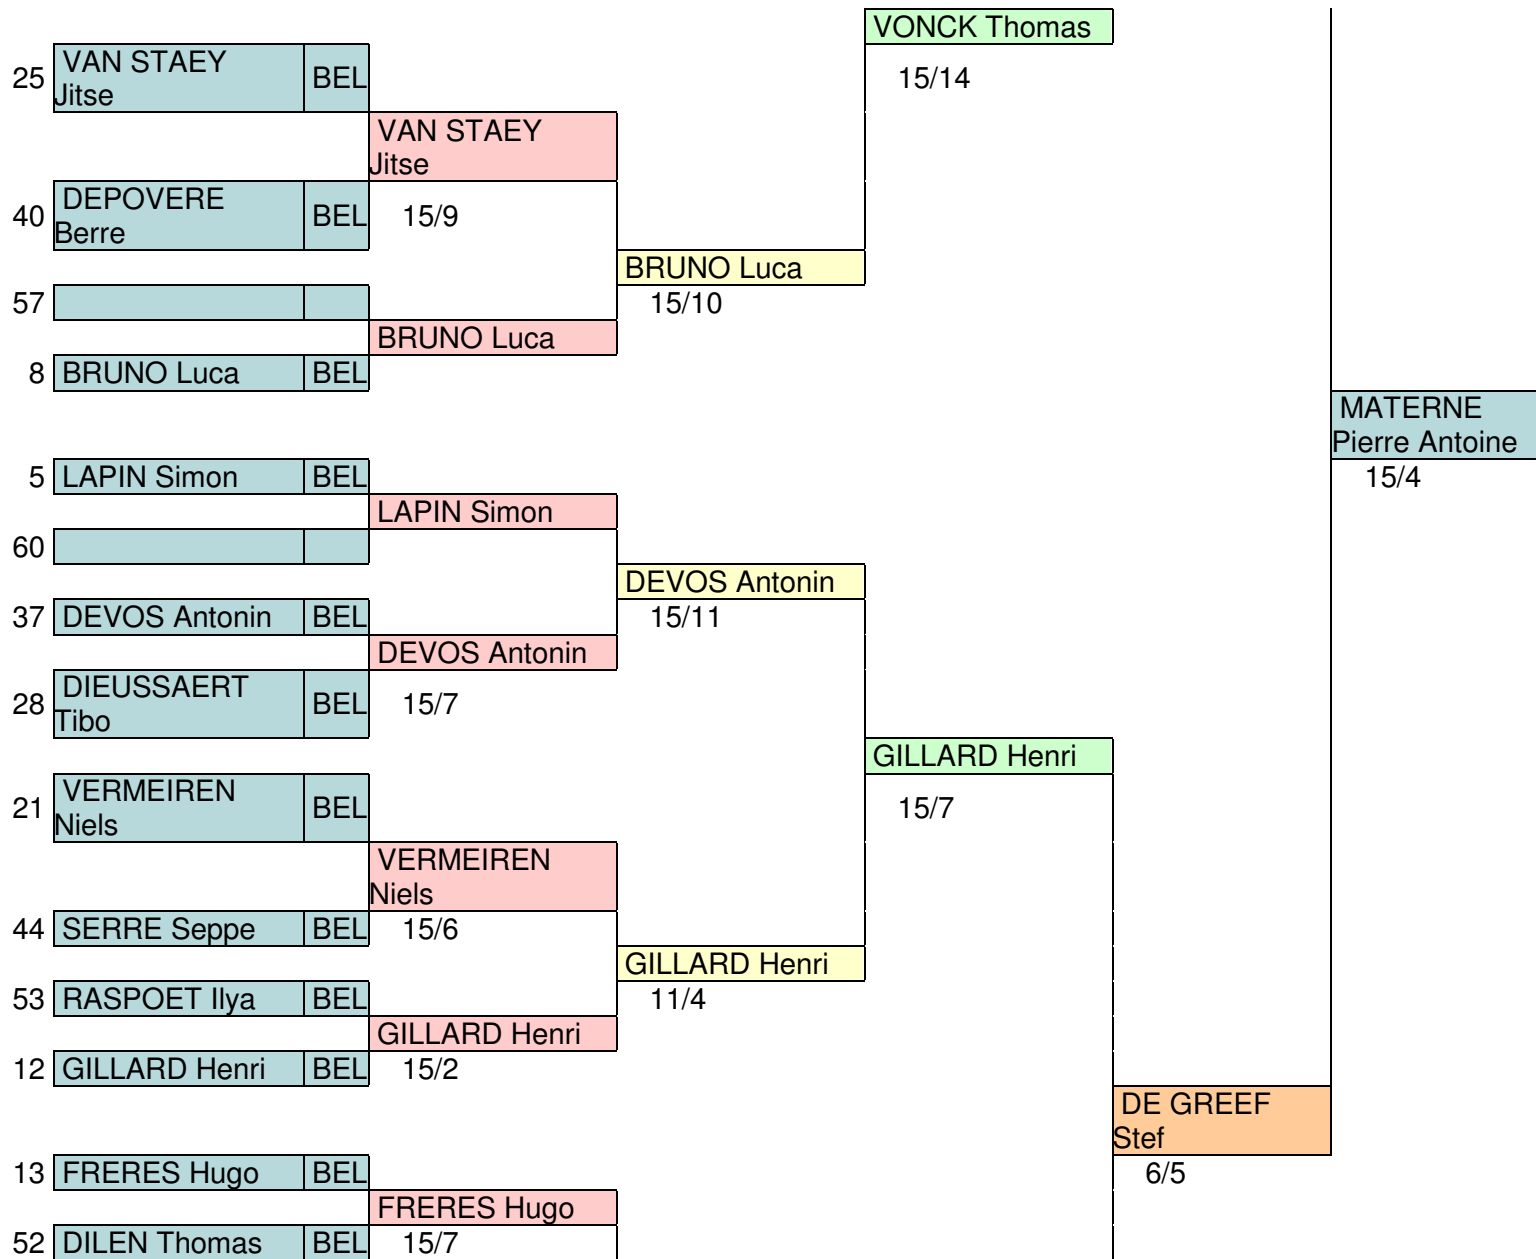 VONCK Thomas
25 VAN STAEY Jitse BEL 15/14
VAN STAEY
Jitse
40 DEPOVERE Berre BEL 15/9
BRUNO Luca
57 15/10
BRUNO Luca
8 BRUNO Luca BEL
MATERNE
Pierre Antoine
5 LAPIN Simon BEL 15/4
LAPIN Simon
60
DEVOS Antonin
37 DEVOS Antonin BEL 15/11
DEVOS Antonin
28 DIEUSSAERT Tibo BEL 15/7
GILLARD Henri
21 VERMEIREN Niels BEL 15/7
VERMEIREN
Niels
44 SERRE Seppe BEL 15/6
GILLARD Henri
53 RASPOET Ilya BEL 11/4
GILLARD Henri
12 GILLARD Henri BEL 15/2
DE GREEF
Stef
13 FRERES Hugo BEL 6/5
FRERES Hugo
52 DILEN Thomas BEL 15/7